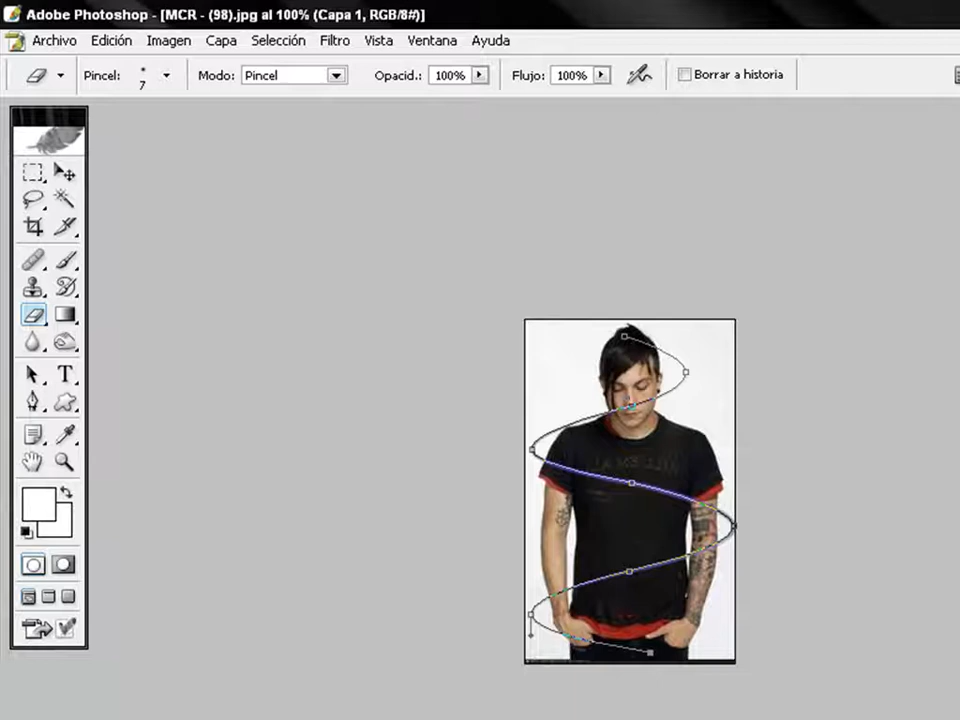 Adobe Photoshop - [MCR - (98).jpg al 100% (Capa 1, RGB/8#)]
Archivo Edición Imagen Capa Selección Filtro Vista Ventana Ayuda
Pincel: 7 Modo: Pincel Opacid.: 100% Flujo: 100% Borrar a historia
T